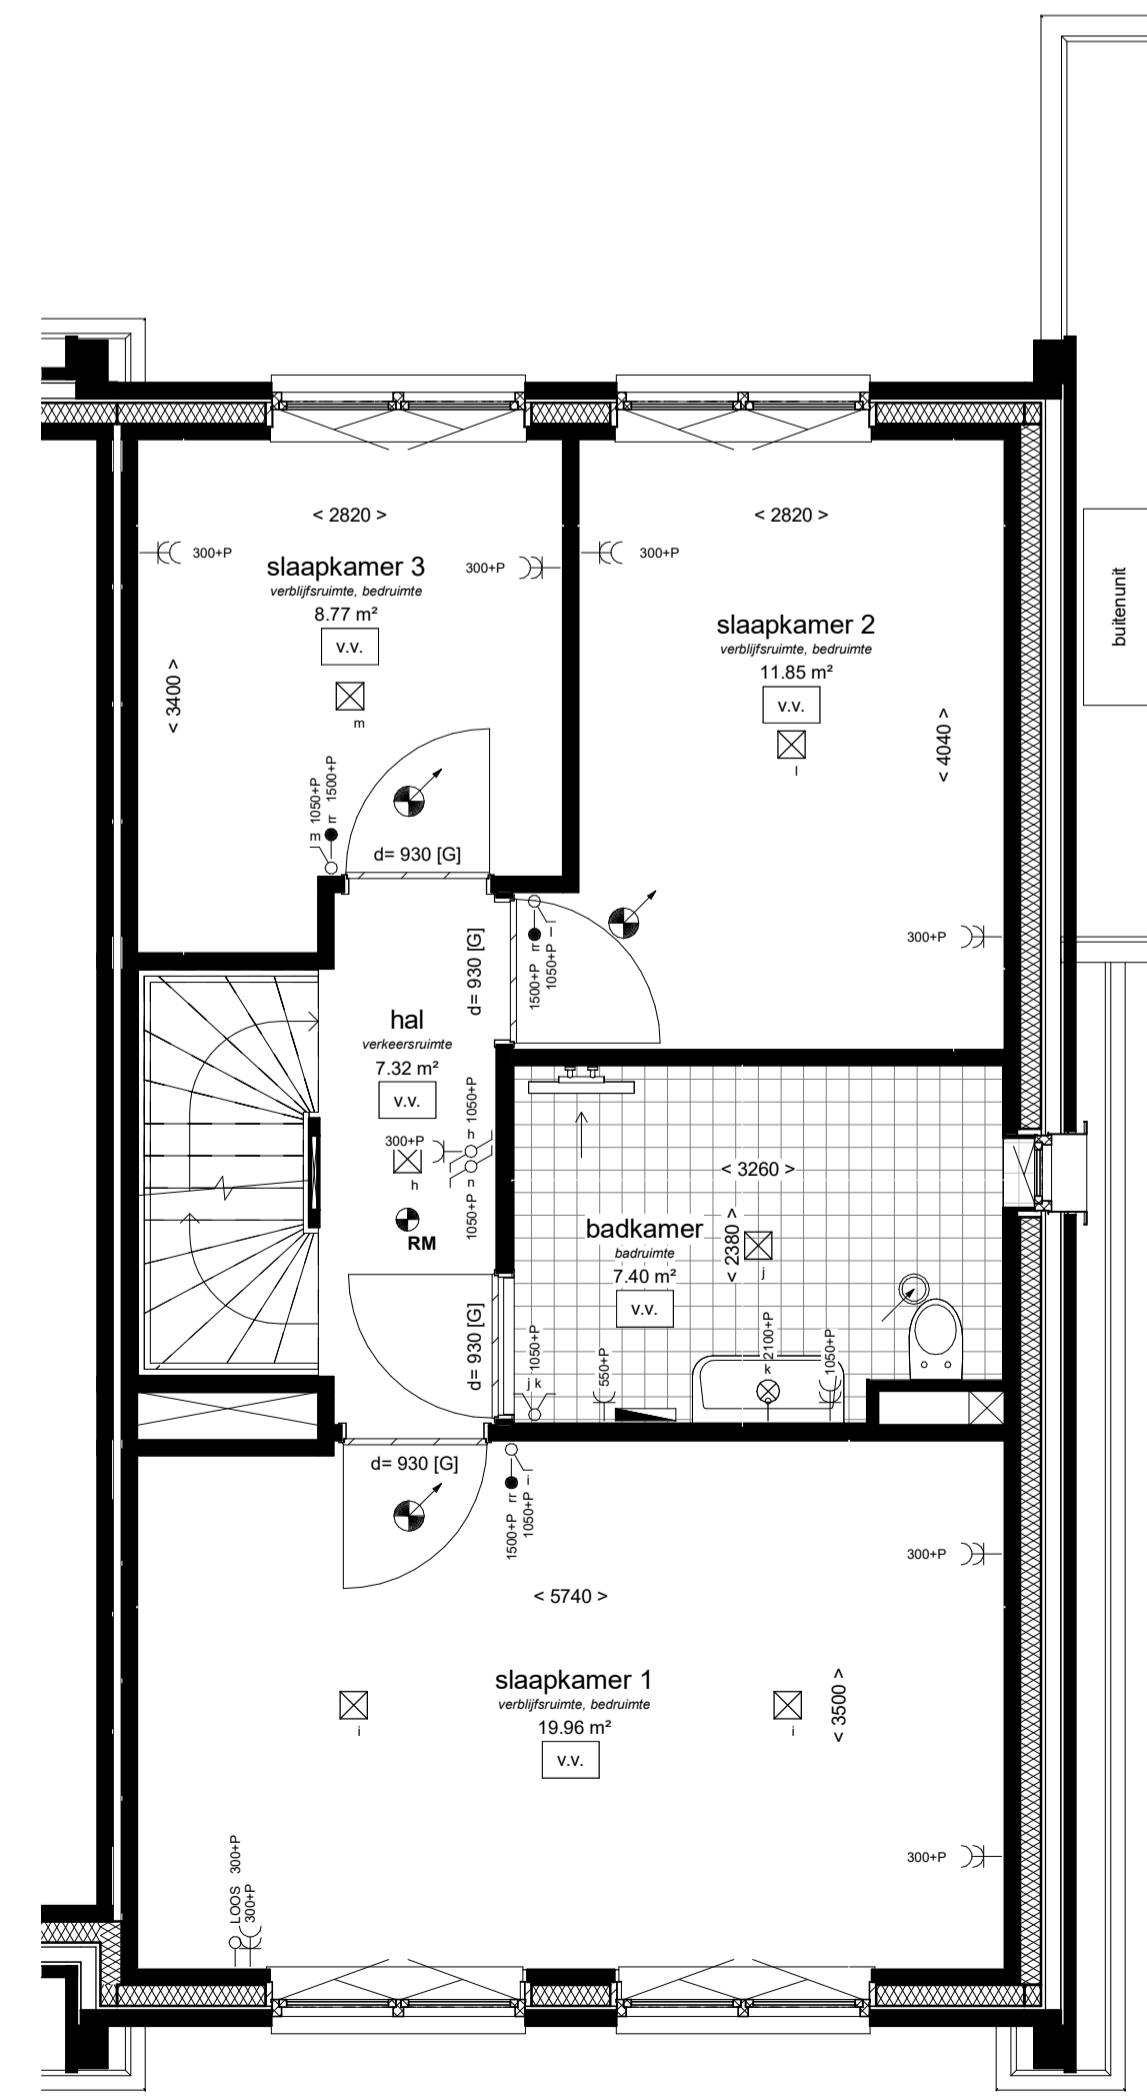 < 2820 >
< 2820 >
300+P
300+P
300+P
slaapkamer 3
verblijfsruimte, bedruimte
8.77 m²
v.v.
m
< 3400 >
slaapkamer 2
verblijfsruimte, bedruimte
11.85 m²
v.v.
l
< 4040 >
buitenunit
m 1050+P
rr 1500+P
d= 930 [G]
d= 930 [G]
1500+P rr
1050+P l
300+P
hal
verkeersruimte
7.32 m²
v.v.
300+P
h
h 1050+P
1050+P n
RM
< 3260 >
badkamer
badruimte
7.40 m²
v.v.
< 2380 >
j
d= 930 [G]
j k 1050+P
550+P
k 2100+P
1050+P
d= 930 [G]
1500+P rr
1050+P i
300+P
< 5740 >
slaapkamer 1
verblijfsruimte, bedruimte
19.96 m²
v.v.
i
i
< 3500 >
300+P
LOOS 300+P
300+P